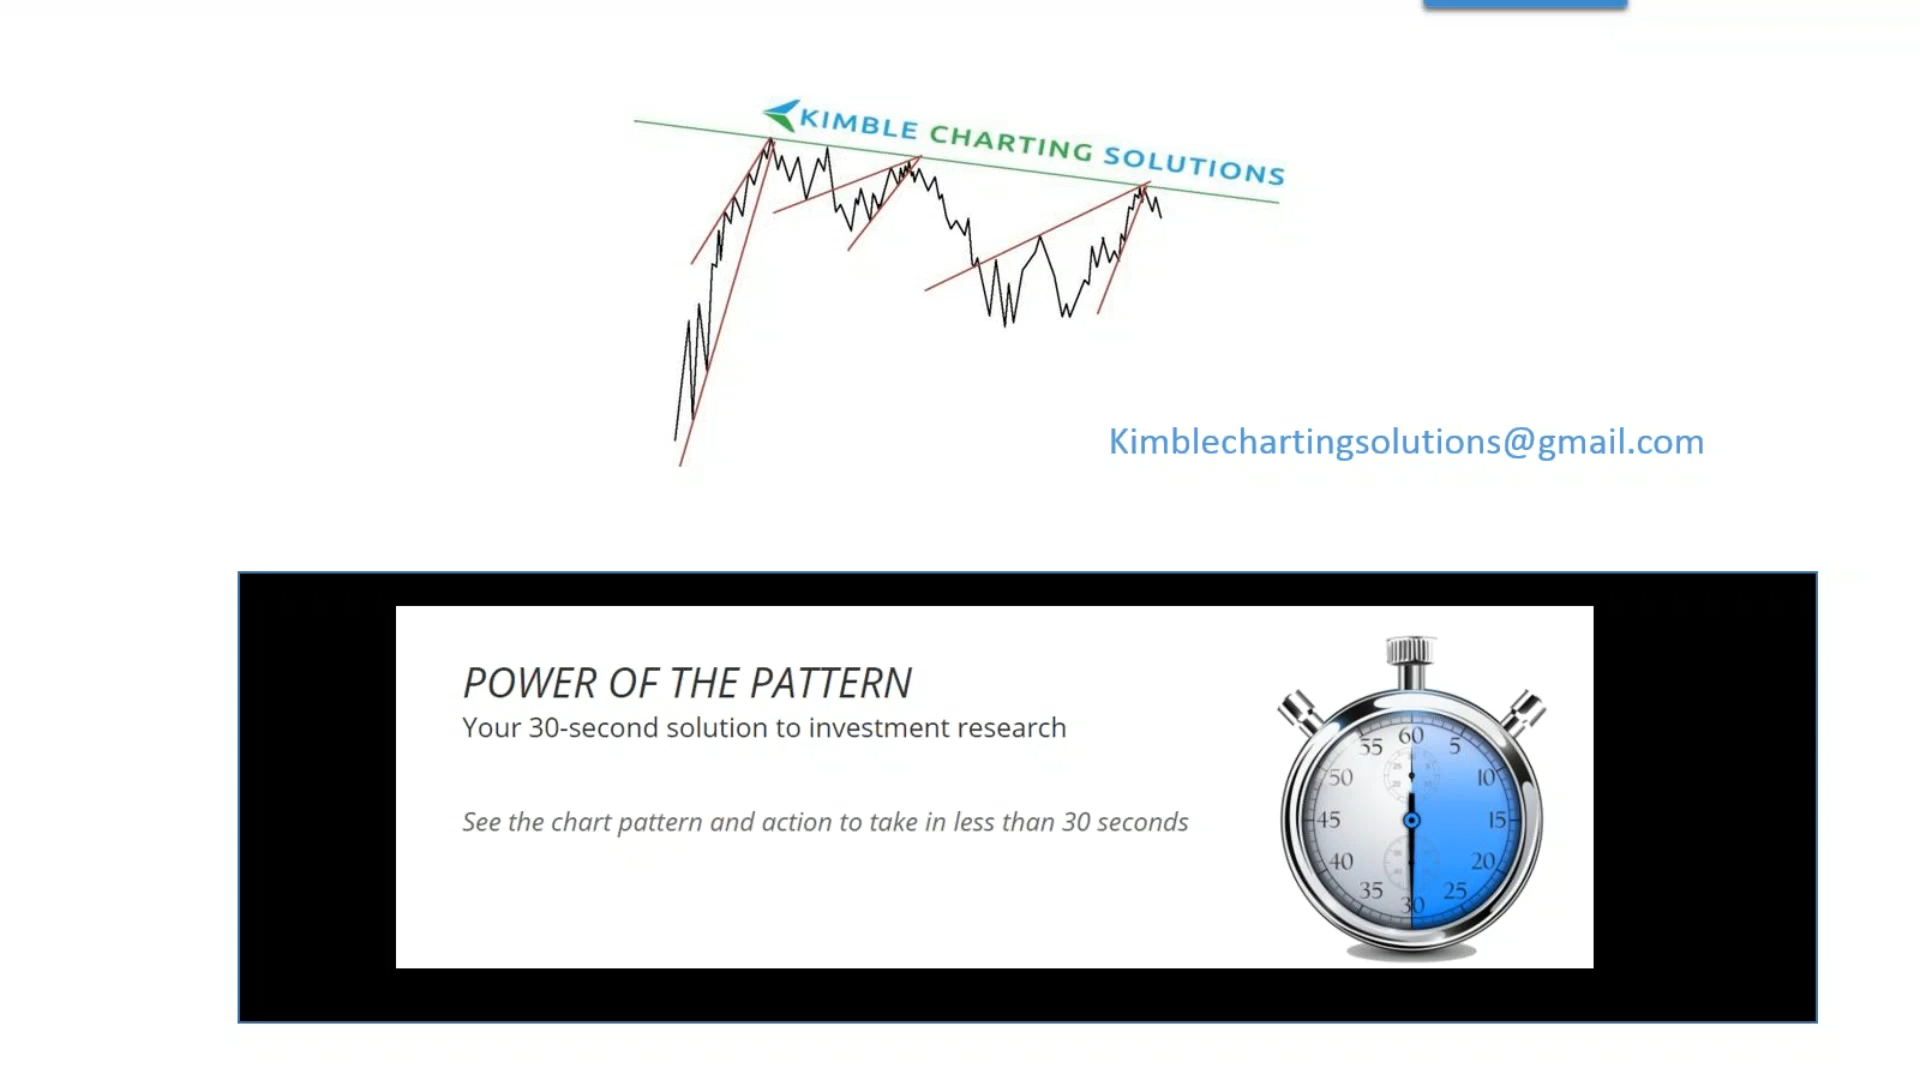 KIMBLE CHARTING SOLUTIONS
Kimblechartingsolutions@gmail.com
POWER OF THE PATTERN
Your 30-second solution to investment research
See the chart pattern and action to take in less than 30 seconds
60
55
5
50
10
45
15
40
20
35
25
30